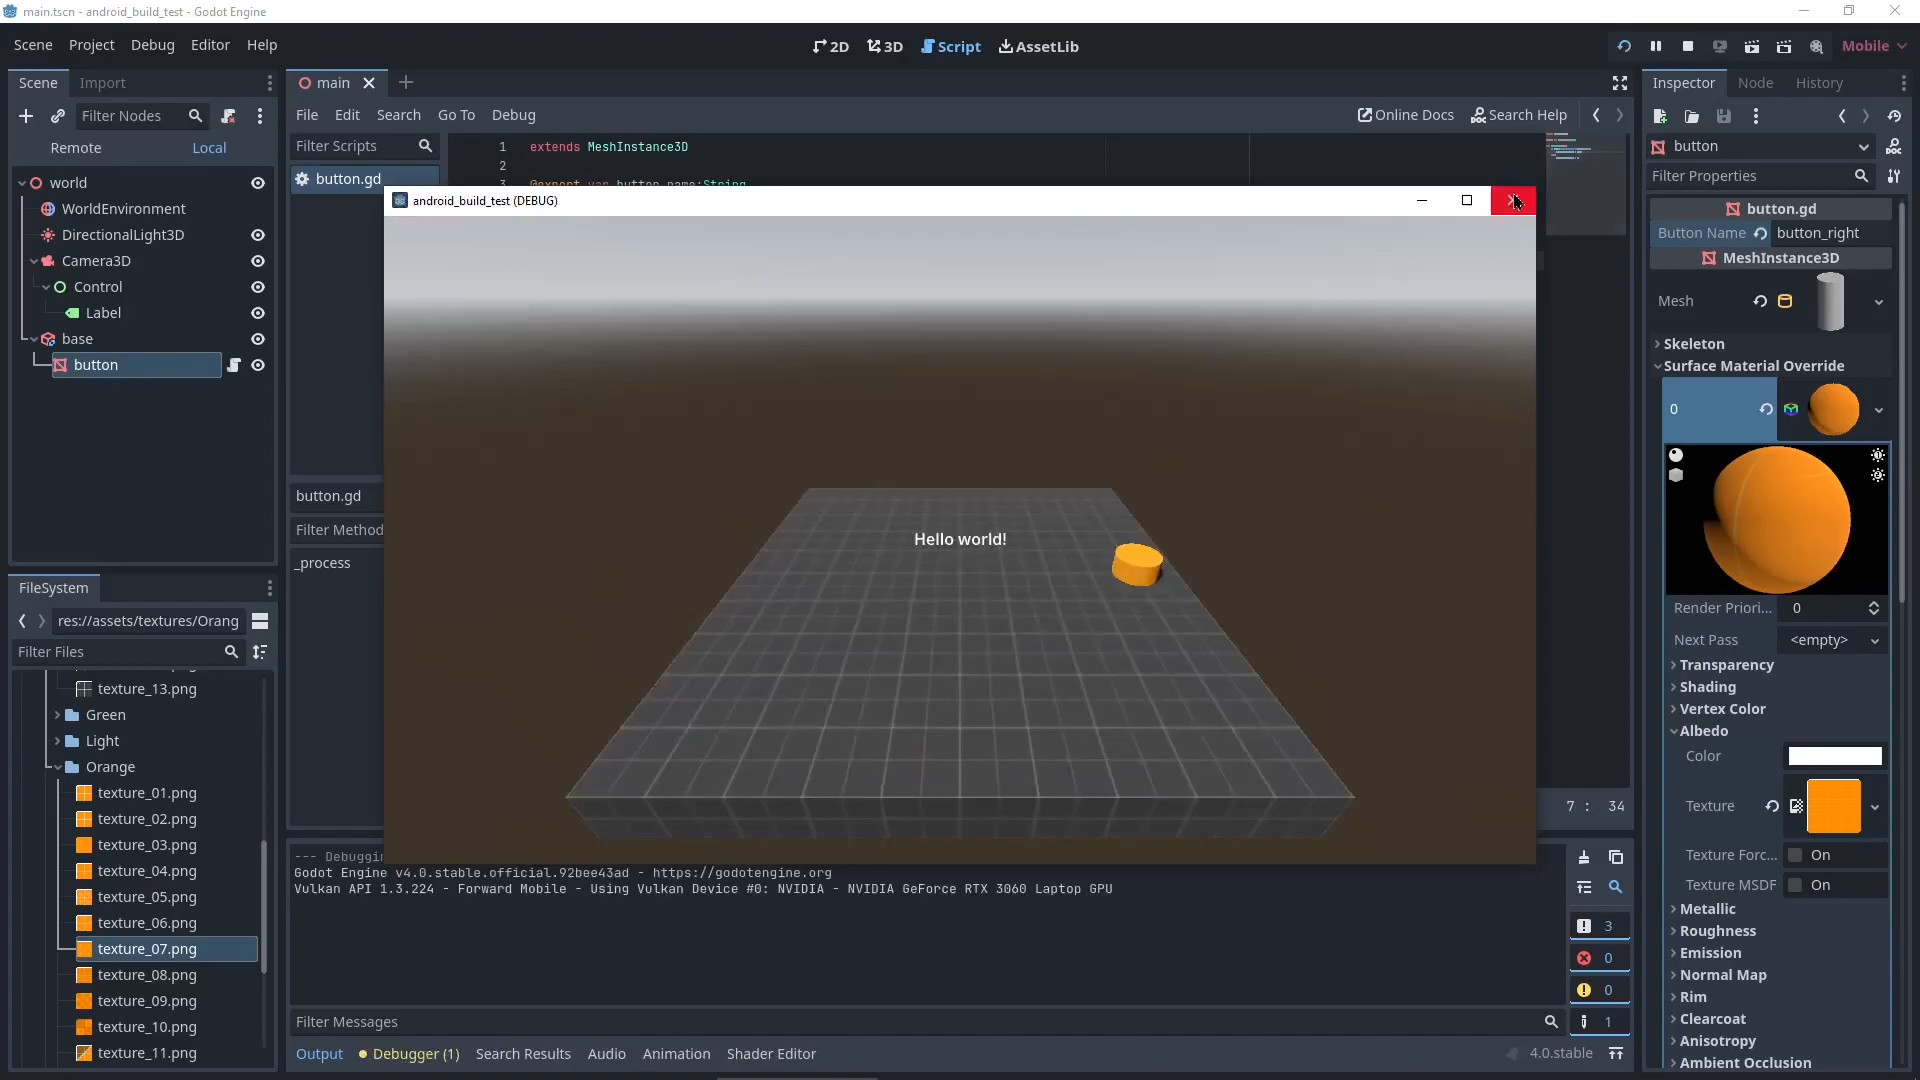 main.tscn - android_build_test - Godot Engine
Scene Project Debug Editor Help
2D 3D Script AssetLib
Mobile
Scene Import
Filter Nodes
Remote Local
world
WorldEnvironment
DirectionalLight3D
Camera3D
Control
Label
base
button
FileSystem
res://assets/textures/Orang
Filter Files
texture_13.png
Green
Light
Orange
texture_01.png
texture_02.png
texture_03.png
texture_04.png
texture_05.png
texture_06.png
texture_07.png
texture_08.png
texture_09.png
texture_10.png
texture_11.png
main
File Edit Search Go To Debug
Online Docs Search Help
Filter Scripts
button.gd
1 extends MeshInstance3D
2
3 @export var button_name:String
android_build_test (DEBUG)
Hello world!
button.gd
Filter Method
_process
7 : 34
--- Debuggin
Godot Engine v4.0.stable.official.92bee43ad - https://godotengine.org
Vulkan API 1.3.224 - Forward Mobile - Using Vulkan Device #0: NVIDIA - NVIDIA GeForce RTX 3060 Laptop GPU
3
0
0
1
Filter Messages
Output Debugger (1) Search Results Audio Animation Shader Editor
4.0.stable
Inspector Node History
button
Filter Properties
button.gd
Button Name button_right
MeshInstance3D
Mesh
Skeleton
Surface Material Override
0
Render Priori... 0
Next Pass <empty>
Transparency
Shading
Vertex Color
Albedo
Color
Texture
Texture Forc... On
Texture MSDF On
Metallic
Roughness
Emission
Normal Map
Rim
Clearcoat
Anisotropy
Ambient Occlusion